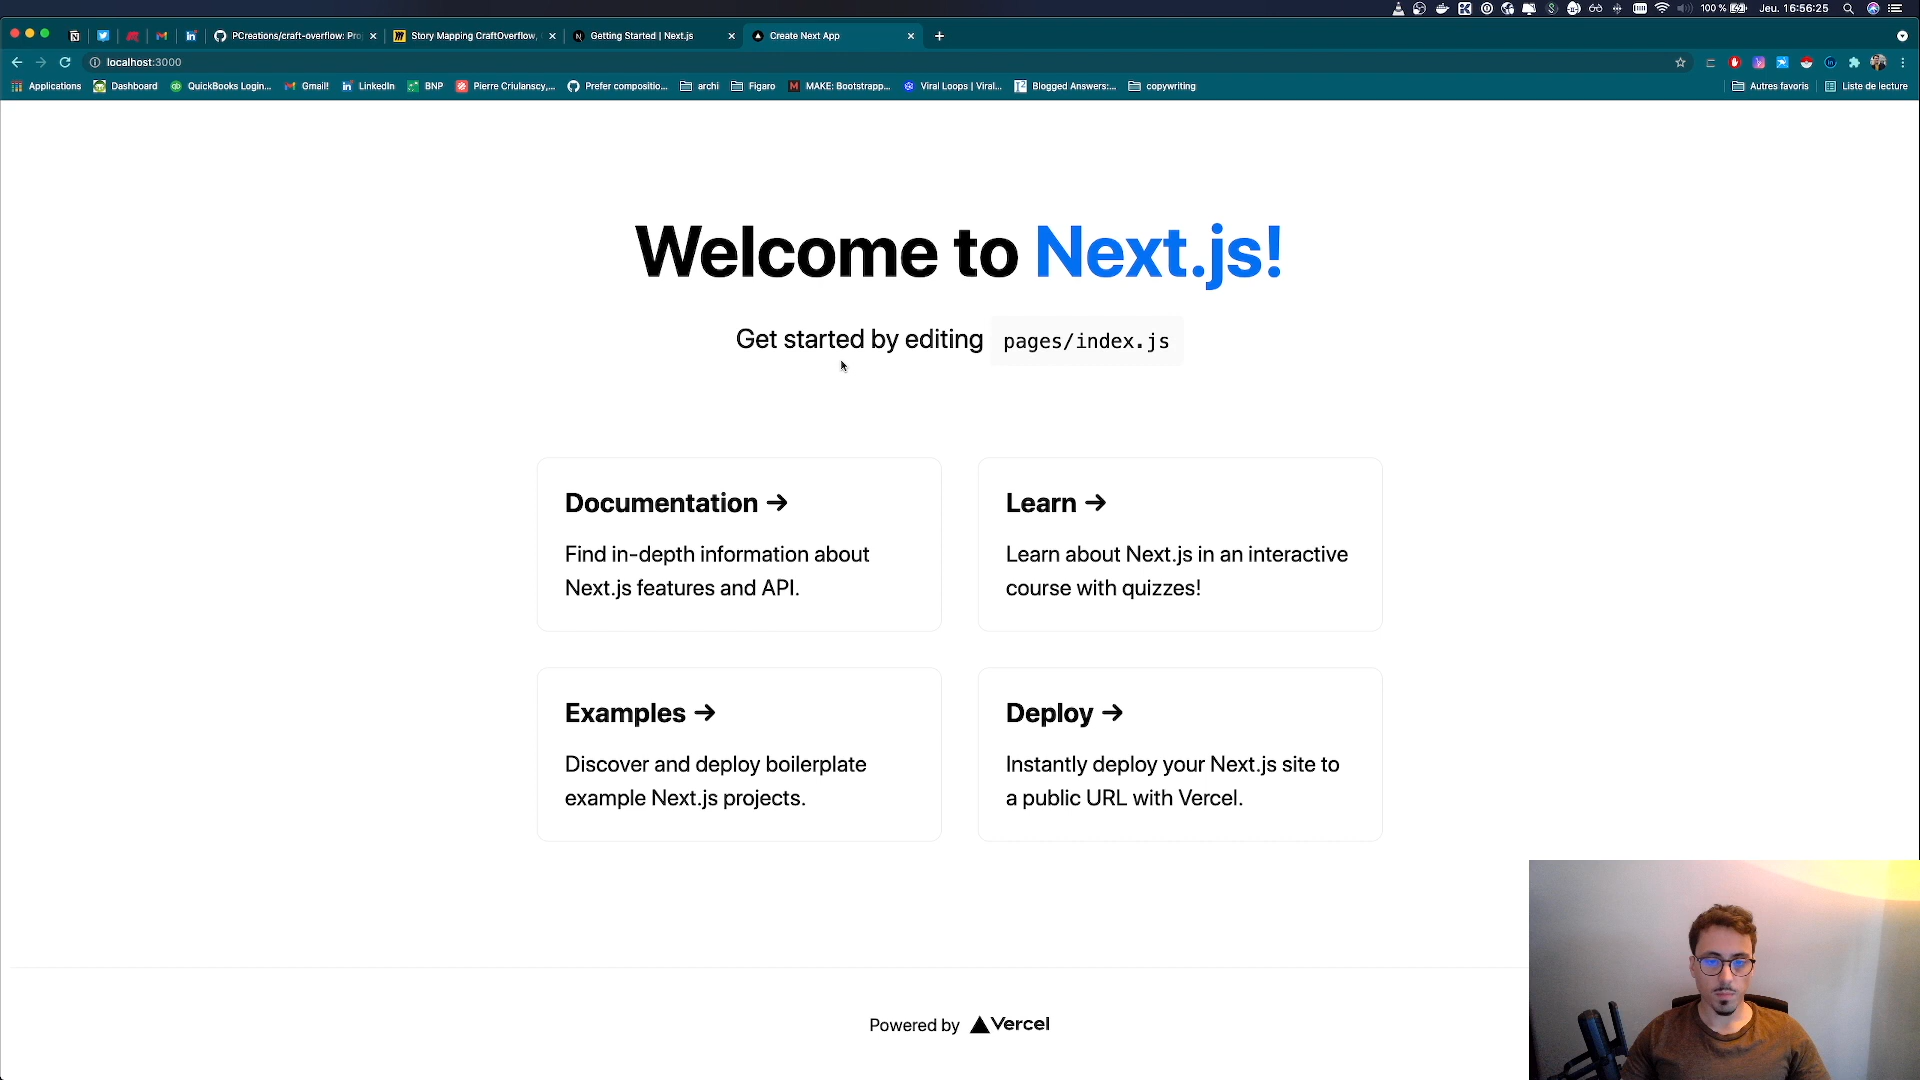 100 % Jeu. 16:56:25
PCreations/craft-overflow: Pro
Story Mapping CraftOverflow,
Getting Started | Next.js
Create Next App
localhost:3000
Applications
Dashboard
QuickBooks Login...
Gmail!
LinkedIn
BNP
Pierre Criulanscy,...
Prefer compositio...
archi
Figaro
MAKE: Bootstrapp...
Viral Loops | Viral...
Blogged Answers:...
copywriting
Autres favoris
Liste de lecture
Welcome to Next.js!
Get started by editing pages/index.js
Documentation →
Find in-depth information about
Next.js features and API.
Learn →
Learn about Next.js in an interactive
course with quizzes!
Examples →
Discover and deploy boilerplate
example Next.js projects.
Deploy →
Instantly deploy your Next.js site to
a public URL with Vercel.
Powered by Vercel